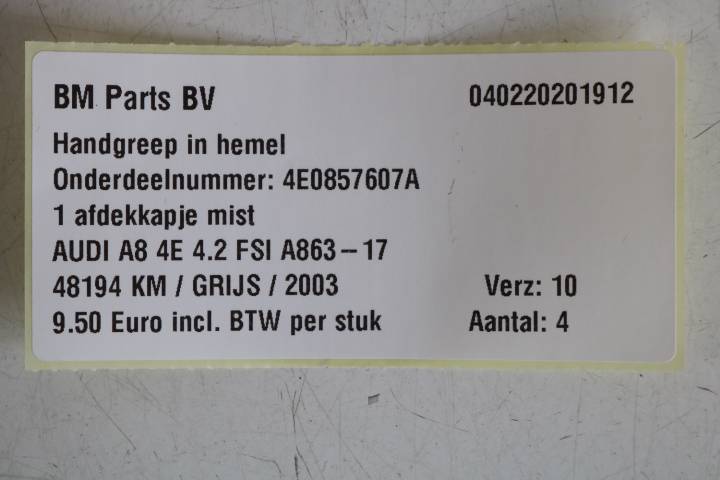 BM Parts BV 040220201912
Handgreep in hemel
Onderdeelnummer: 4E0857607A
1 afdekkapje mist
AUDI A8 4E 4.2 FSI A863-17
48194 KM / GRIJS / 2003 Verz: 10
9.50 Euro incl. BTW per stuk Aantal: 4